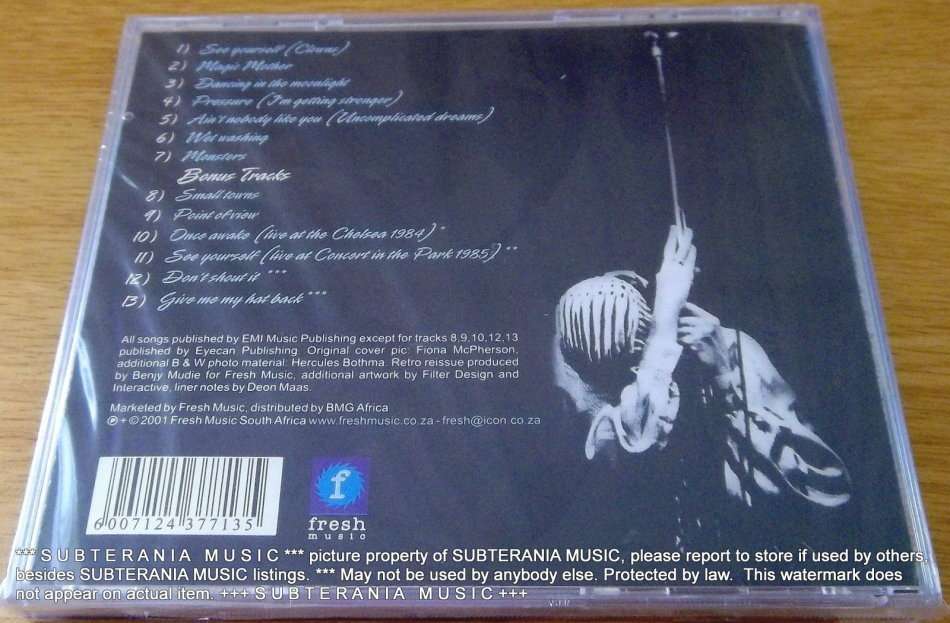 1) See yourself (Clowns)
2) Magic Mother
3) Dancing in the moonlight
4) Pressure (I'm getting stronger)
5) Ain't nobody like you (Uncomplicated dreams)
6) Wet washing
7) Monsters
Bonus Tracks
8) Small towns
9) Point of view
10) Once awake (live at the Chelsea 1984) *
11) See yourself (live at Concert in the Park 1985) **
12) Don't shout it ***
13) Give me my hat back ***
All songs published by EMI Music Publishing except for tracks 8,9,10,12,13
published by Eyecan Publishing. Original cover pic: Fiona McPherson,
additional B & W photo material: Hercules Bothma. Retro reissue produced
by Benjy Mudie for Fresh Music, additional artwork by Filter Design and
Interactive, liner notes by Deon Maas.
Marketed by Fresh Music, distributed by BMG Africa
℗ + © 2001 Fresh Music South Africa www.freshmusic.co.za - fresh@icon.co.za
6 007124 377135
f
fresh
music
*** S U B T E R A N I A M U S I C *** picture property of SUBTERANIA MUSIC, please report to store if used by others,
besides SUBTERANIA MUSIC listings. *** May not be used by anybody else. Protected by law. This watermark does
not appear on actual item. +++ S U B T E R A N I A M U S I C +++